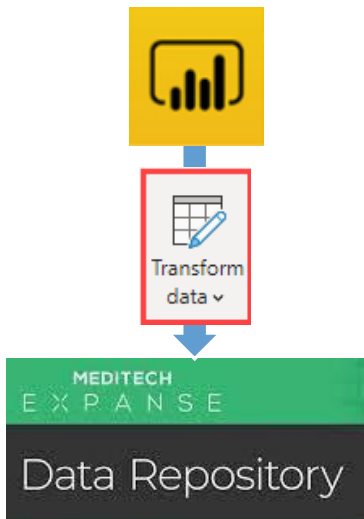 Transform
data
MEDITECH
EXPANSE
Data Repository